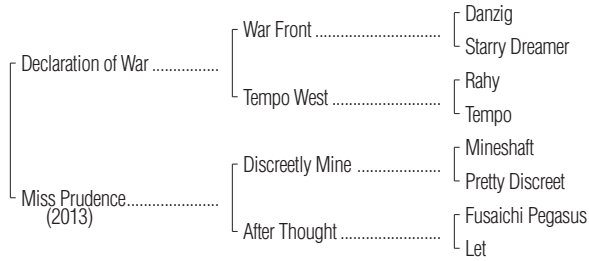 Danzig
War Front ........................
Starry Dreamer
Declaration of War ...............
Rahy
Tempo West ........................
Tempo
Mineshaft
Discreetly Mine ..................
Pretty Discreet
Miss Prudence.....................
(2013)
Fusaichi Pegasus
After Thought .....................
Let